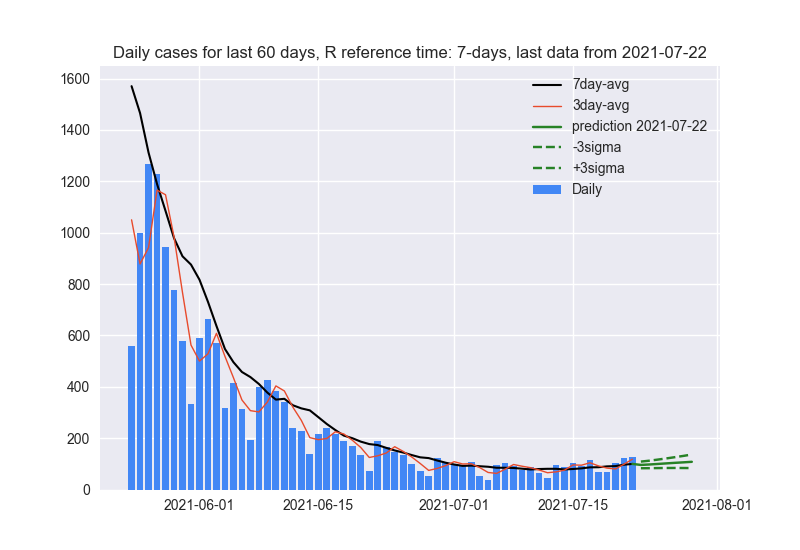 Daily cases for last 60 days, R reference time: 7-days, last data from 2021-07-22
1600
1400
1200
1000
800
600
400
200
0
7day-avg
3day-avg
prediction 2021-07-22
-3sigma
+3sigma
Daily
2021-06-01 2021-06-15 2021-07-01 2021-07-15 2021-08-01